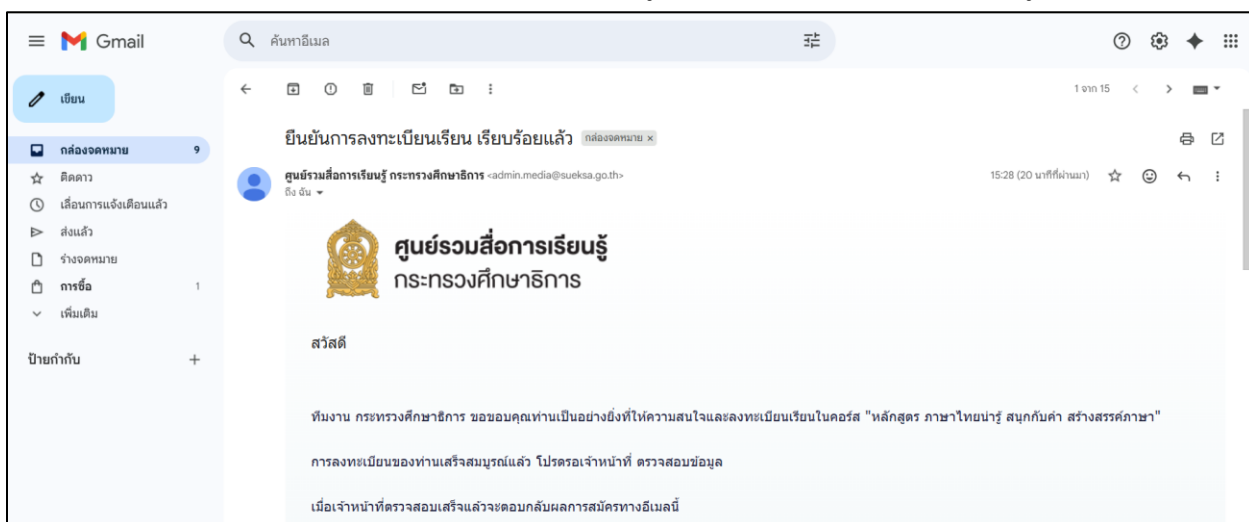 Gmail
ค้นหาอีเมล
เขียน
1 จาก 15
ยืนยันการลงทะเบียนเรียน เรียบร้อยแล้ว กล่องจดหมาย ×
กล่องจดหมาย 9
ติดดาว
เลื่อนการแจ้งเตือนแล้ว
ส่งแล้ว
ร่างจดหมาย
การซื้อ 1
เพิ่มเติม
ป้ายกำกับ +
ศูนย์รวมสื่อการเรียนรู้ กระทรวงศึกษาธิการ <admin.media@sueksa.go.th>
15:28 (20 นาทีที่ผ่านมา)
ถึง ฉัน
ศูนย์รวมสื่อการเรียนรู้
กระทรวงศึกษาธิการ
สวัสดี
ทีมงาน กระทรวงศึกษาธิการ ขอขอบคุณท่านเป็นอย่างยิ่งที่ให้ความสนใจและลงทะเบียนเรียนในคอร์ส "หลักสูตร ภาษาไทยน่ารู้ สนุกกับคำ สร้างสรรค์ภาษา"
การลงทะเบียนของท่านเสร็จสมบูรณ์แล้ว โปรดรอเจ้าหน้าที่ ตรวจสอบข้อมูล
เมื่อเจ้าหน้าที่ตรวจสอบเสร็จแล้วจะตอบกลับผลการสมัครทางอีเมลนี้